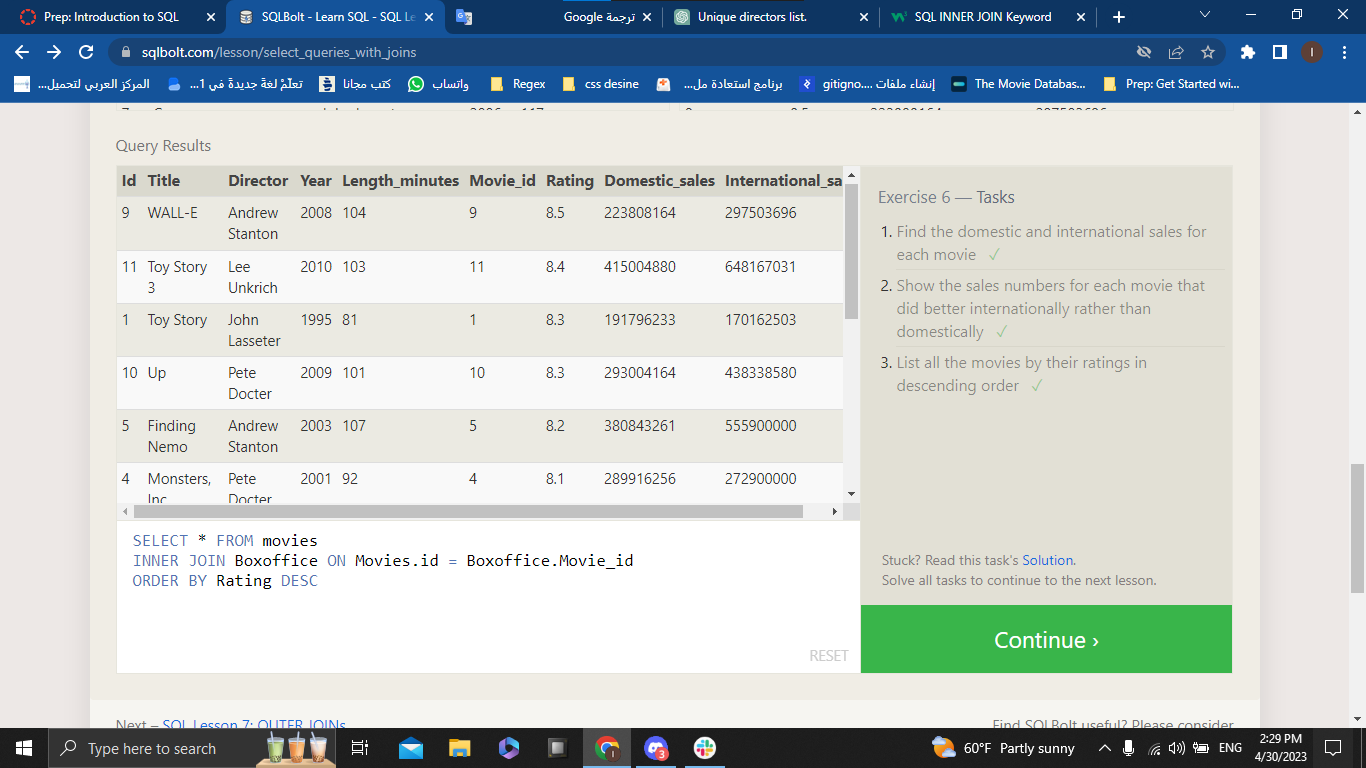 Prep: Introduction to SQL
SQLBolt - Learn SQL - SQL Le
ترجمة Google
Unique directors list.
SQL INNER JOIN Keyword
sqlbolt.com/lesson/select_queries_with_joins
I
المركز العربي لتحميل...
تعلّمْ لغةً جديدةً في 1...
كتب مجانا
واتساب
Regex
css desine
برنامج استعادة مل...
إنشاء ملفات gitigno....
The Movie Databas...
Prep: Get Started wi...
Query Results
Id Title Director Year Length_minutes Movie_id Rating Domestic_sales International_sa
9 WALL-E Andrew Stanton 2008 104 9 8.5 223808164 297503696
11 Toy Story 3 Lee Unkrich 2010 103 11 8.4 415004880 648167031
1 Toy Story John Lasseter 1995 81 1 8.3 191796233 170162503
10 Up Pete Docter 2009 101 10 8.3 293004164 438338580
5 Finding Nemo Andrew Stanton 2003 107 5 8.2 380843261 555900000
4 Monsters, Inc Pete Docter 2001 92 4 8.1 289916256 272900000
SELECT * FROM movies
INNER JOIN Boxoffice ON Movies.id = Boxoffice.Movie_id
ORDER BY Rating DESC
RESET
Exercise 6 — Tasks
1. Find the domestic and international sales for
each movie ✓
2. Show the sales numbers for each movie that
did better internationally rather than
domestically ✓
3. List all the movies by their ratings in
descending order ✓
Stuck? Read this task's Solution.
Solve all tasks to continue to the next lesson.
Continue ›
Next – SQL Lesson 7: OUTER JOINs
Find SQLBolt useful? Please consider
Type here to search
3
60°F Partly sunny
ENG
2:29 PM
4/30/2023